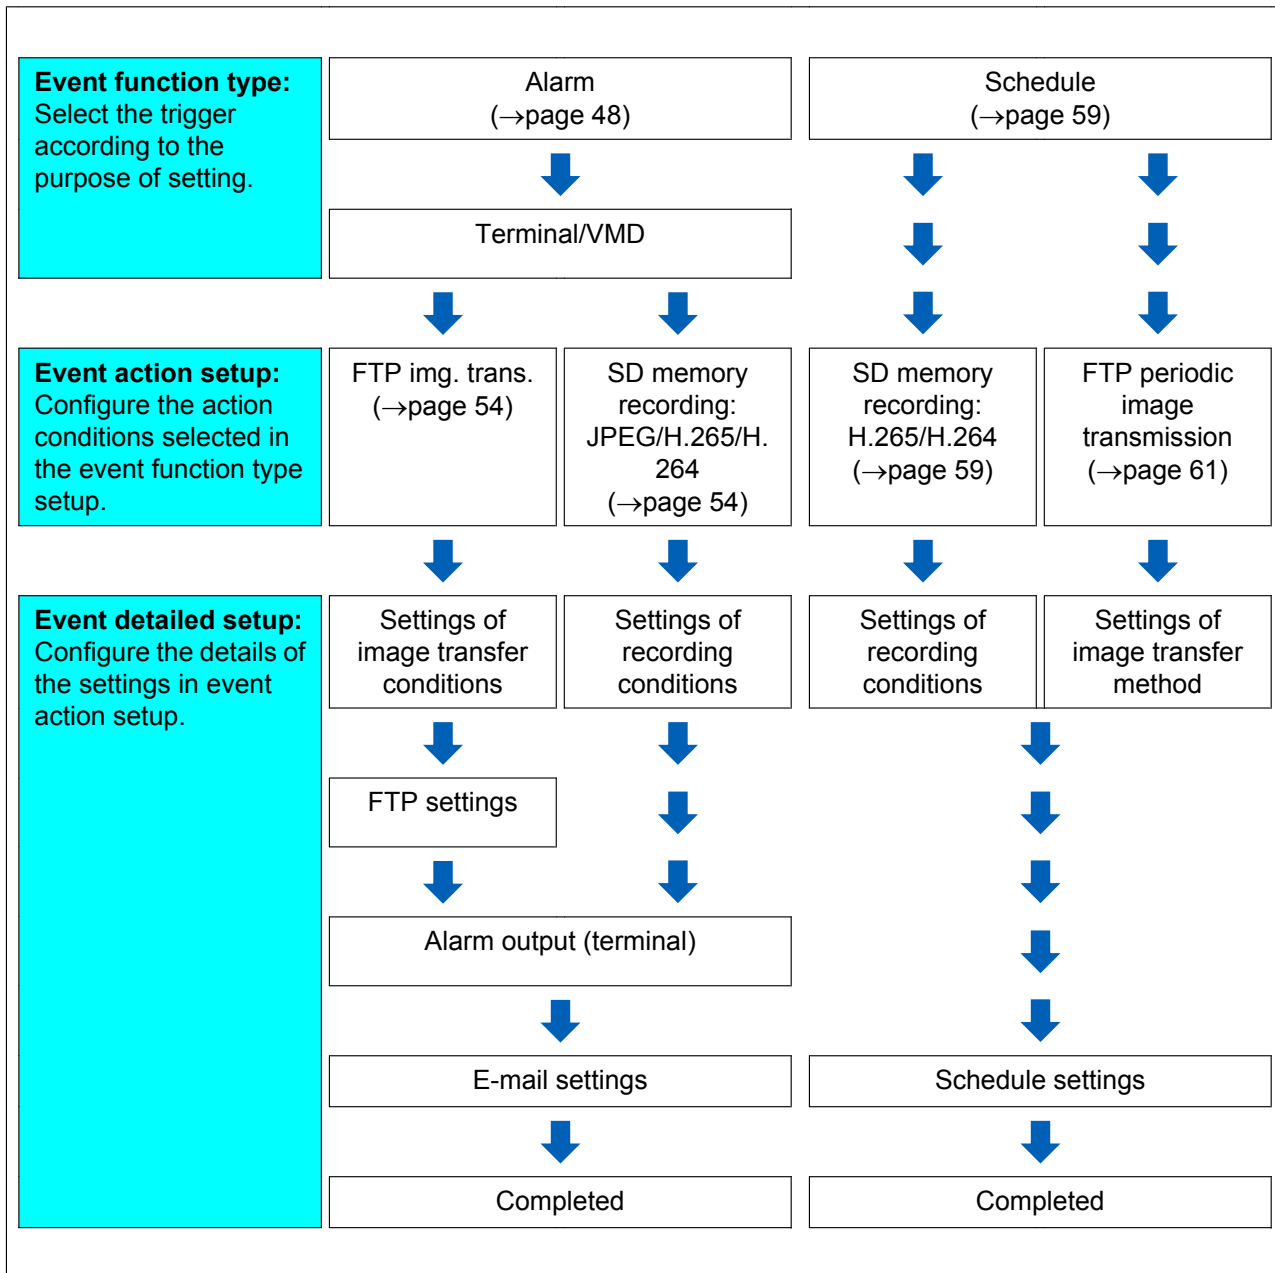 Event function type:
Select the trigger
according to the
purpose of setting.
Alarm
(→page 48)
Schedule
(→page 59)
Terminal/VMD
Event action setup:
Configure the action
conditions selected in
the event function type
setup.
FTP img. trans.
(→page 54)
SD memory
recording:
JPEG/H.265/H.
264
(→page 54)
SD memory
recording:
H.265/H.264
(→page 59)
FTP periodic
image
transmission
(→page 61)
Event detailed setup:
Configure the details of
the settings in event
action setup.
Settings of
image transfer
conditions
Settings of
recording
conditions
Settings of
recording
conditions
Settings of
image transfer
method
FTP settings
Alarm output (terminal)
E-mail settings
Schedule settings
Completed
Completed